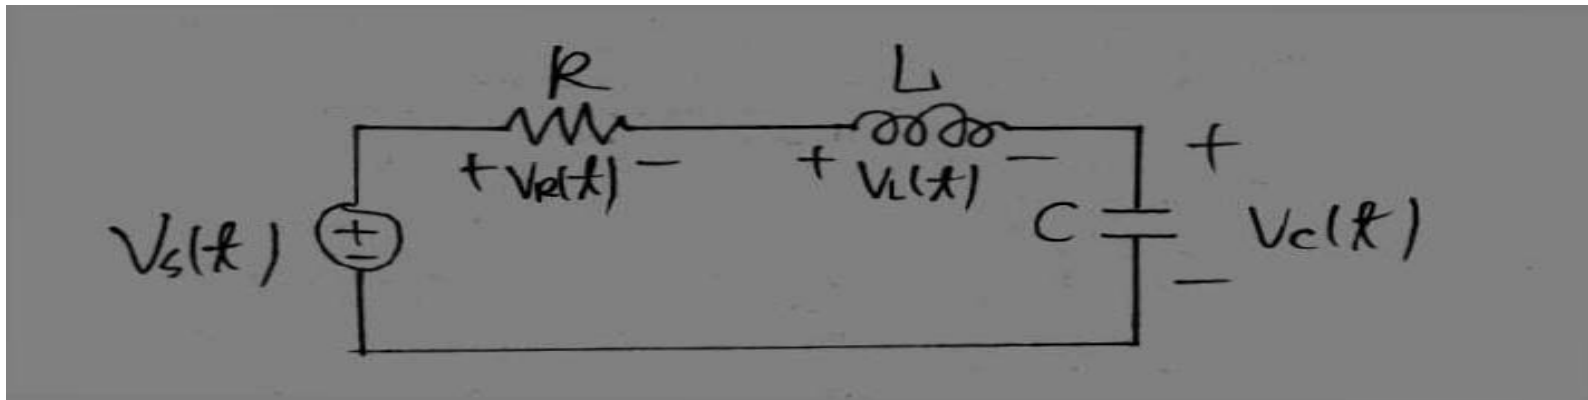 R
L
+ VR(t) -
+ VL(t) -
+
Vs(t)
+
-
C
Vc(t)
-